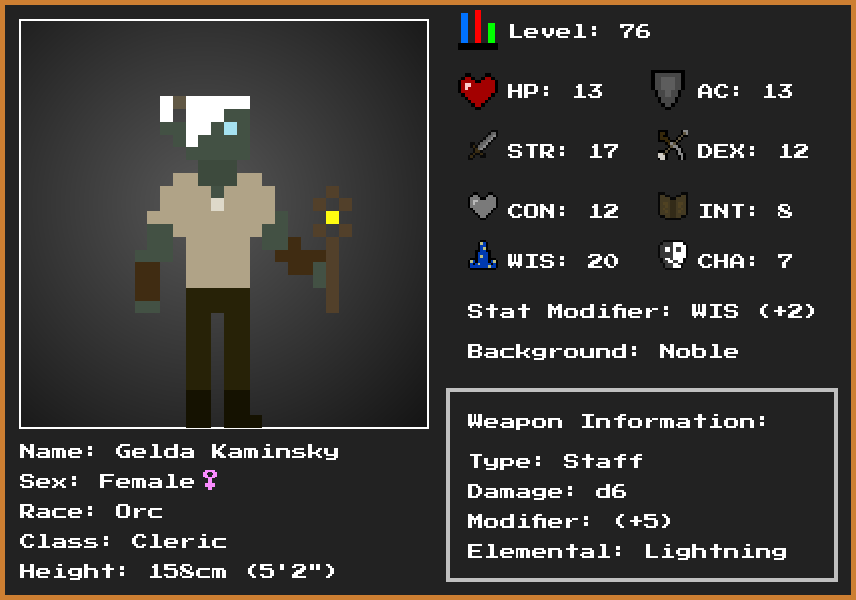 Level: 76
HP: 13
AC: 13
STR: 17
DEX: 12
CON: 12
INT: 8
WIS: 20
CHA: 7
Stat Modifier: WIS (+2)
Background: Noble
Weapon Information:
Type: Staff
Damage: d6
Modifier: (+5)
Elemental: Lightning
Name: Gelda Kaminsky
Sex: Female♀
Race: Orc
Class: Cleric
Height: 158cm (5'2")